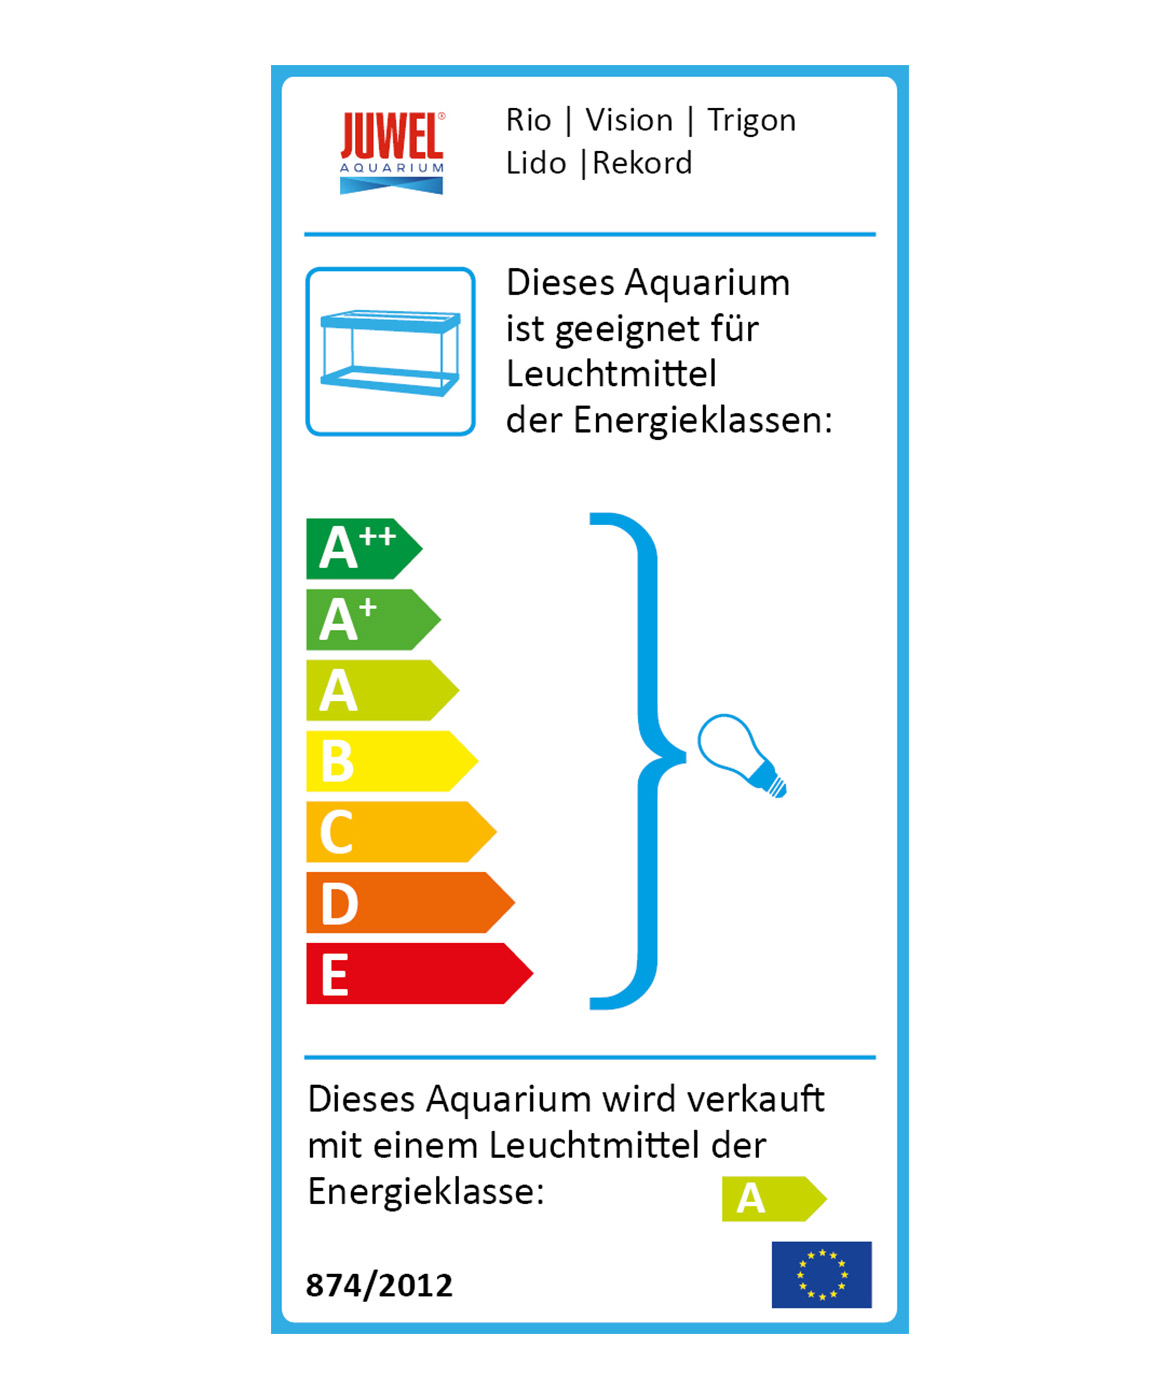 JUWEL®
AQUARIUM
Rio | Vision | Trigon
Lido |Rekord
Dieses Aquarium
ist geeignet für
Leuchtmittel
der Energieklassen:
A++
A+
A
B
C
D
E
Dieses Aquarium wird verkauft
mit einem Leuchtmittel der
Energieklasse:
A
874/2012